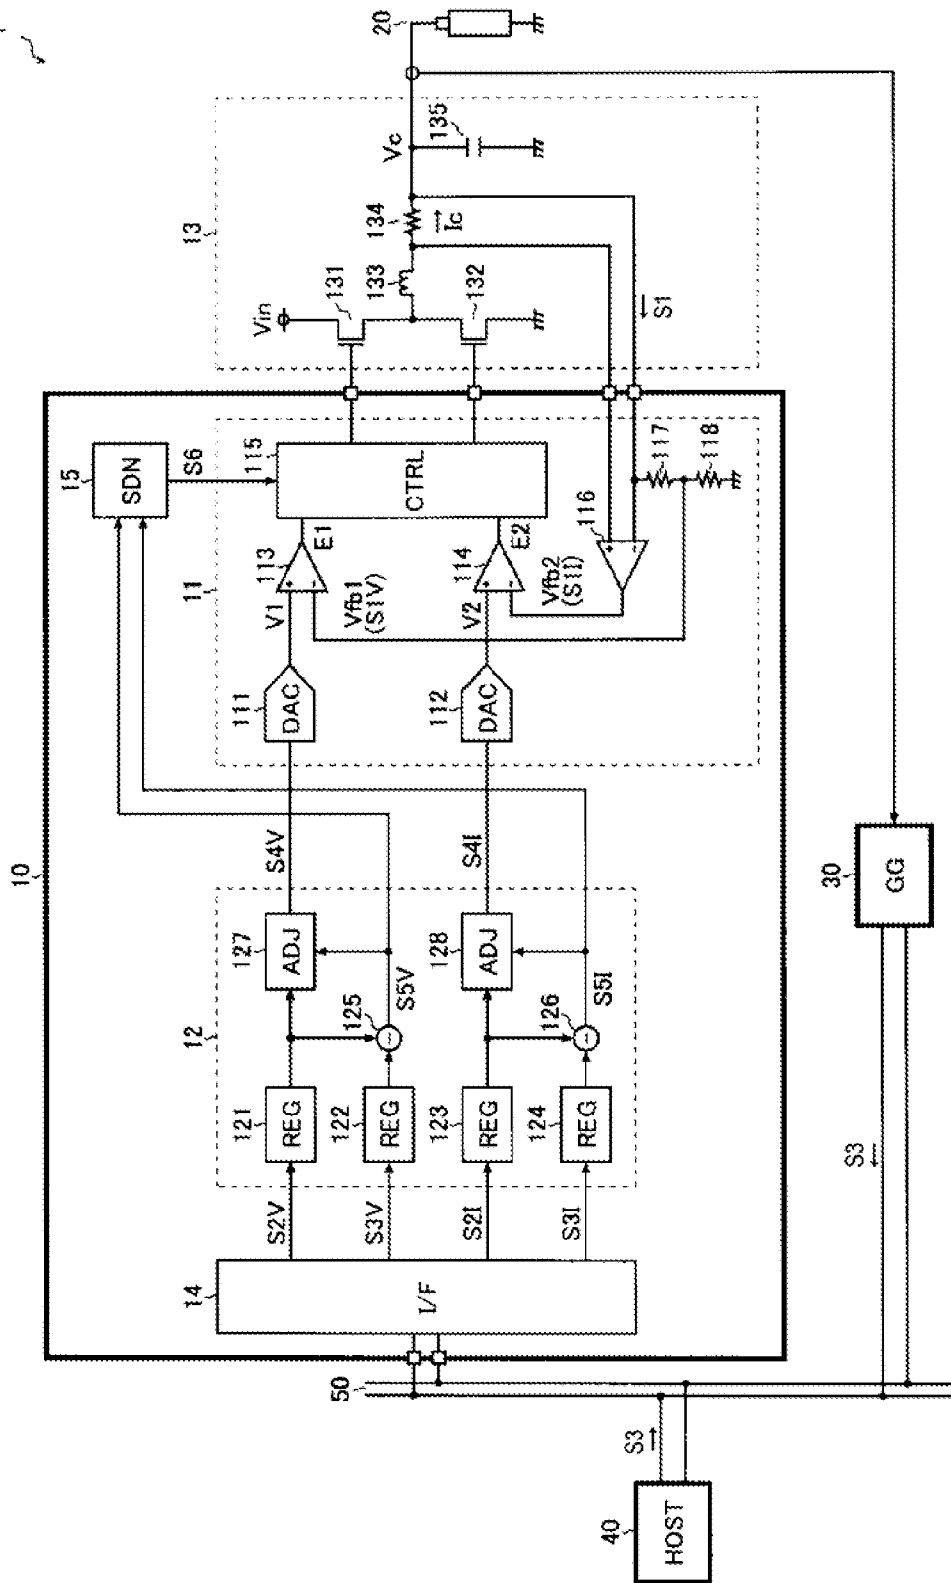 20
13
Vc
135
134
Ic
133
131
Vin
132
S1
10
15
SDN
S6
115
CTRL
11
113
E1
V1
Vfb1
(S1V)
114
E2
V2
Vfb2
(S1I)
116
117
118
111
DAC
112
DAC
S4V
S4I
12
127
ADJ
128
ADJ
125
S5V
126
S5I
121
REG
122
REG
123
REG
124
REG
S2V
S3V
S2I
S3I
14
I/F
30
GG
S3
50
S3
40
HOST